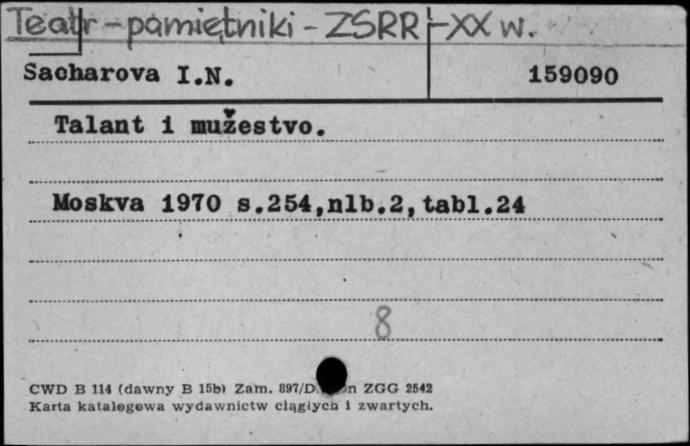 Teatr - pamiętniki - ZSRR - XX w.
Sacharova I.N. 159090
Talant i mužestvo.
Moskva 1970 s.254,nlb.2,tabl.24
8
CWD B 114 (dawny B 15b) Zam. 897/D n ZGG 2542
Karta katalogowa wydawnictw ciągłych i zwartych.